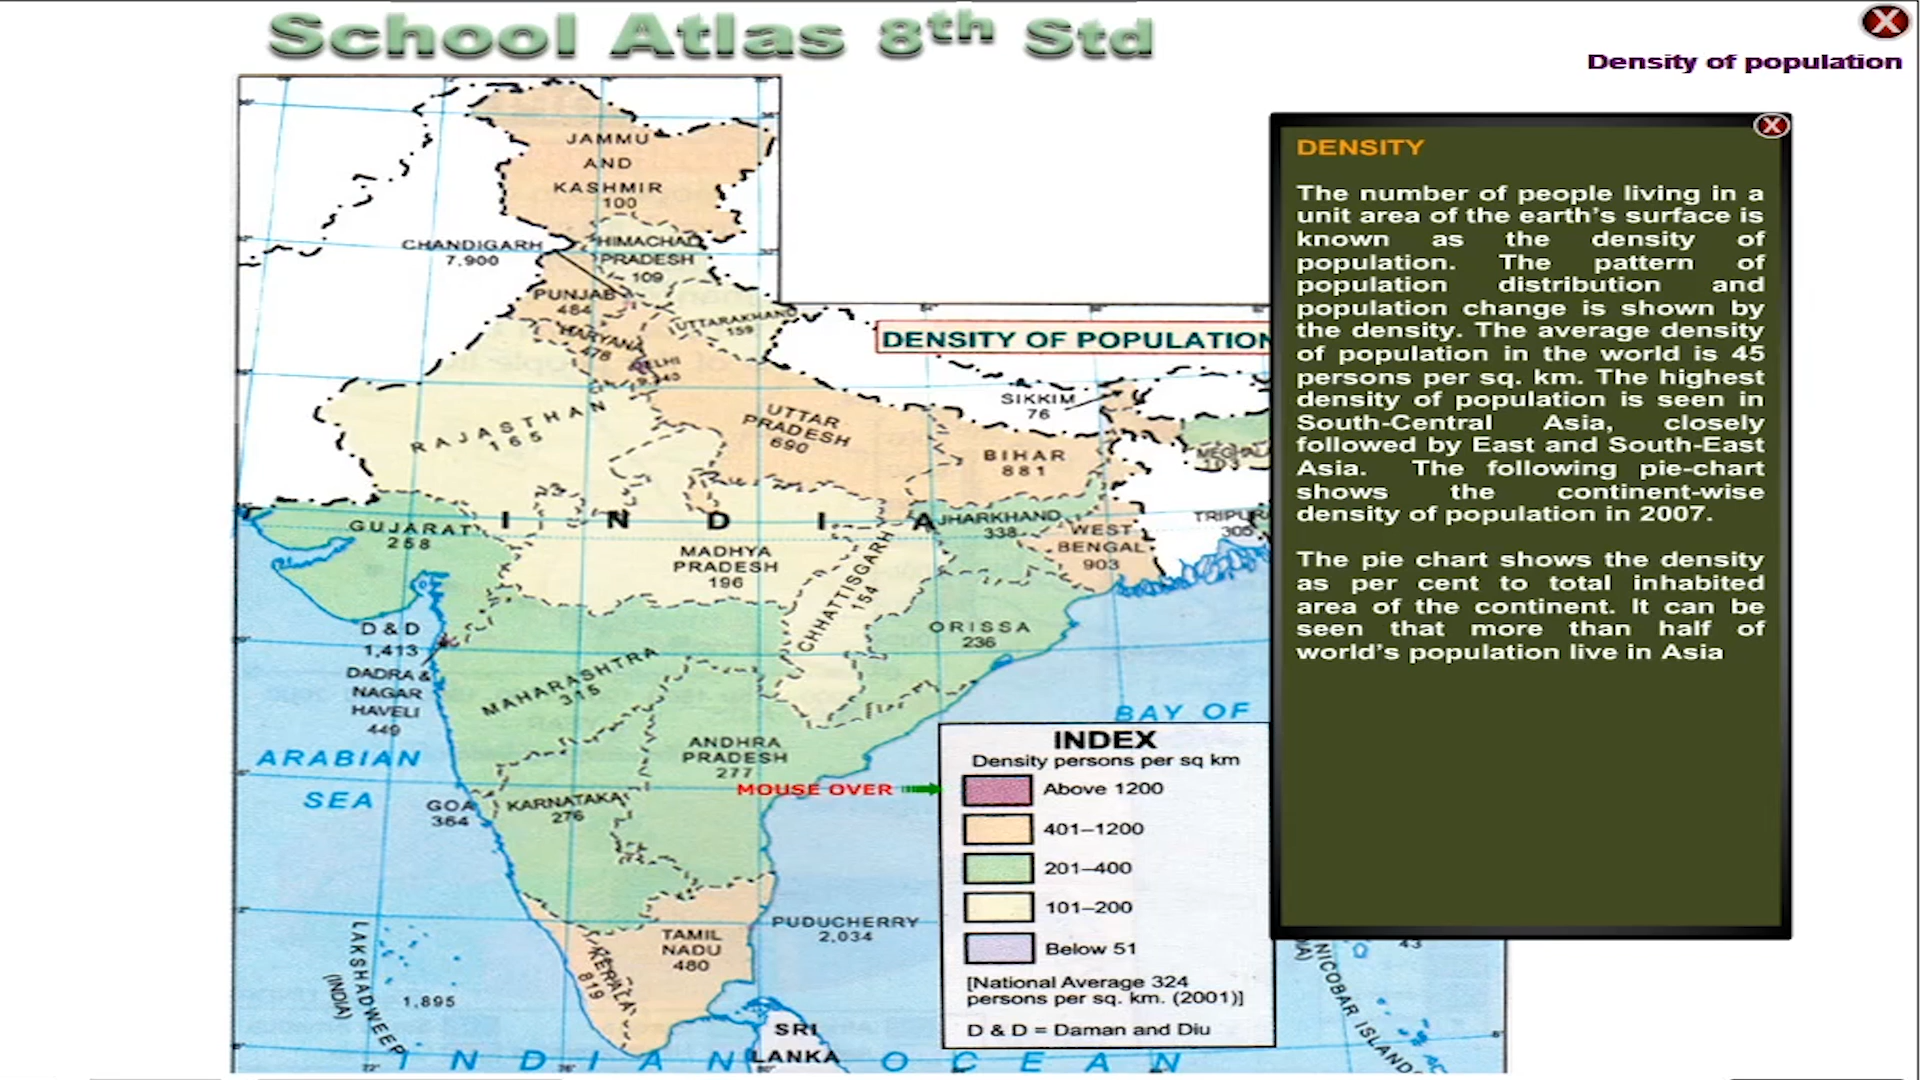 School Atlas 8th Std
Density of population
JAMMU
AND
KASHMIR
100
CHANDIGARH
7,900
HIMACHAL
PRADESH
109
PUNJAB
484
UTTARAKHAND
159
HARYANA
478
DENSITY OF POPULATION
SIKKIM
76
RAJASTHAN
165
UTTAR
PRADESH
690
BIHAR
881
103
INDIA
GUJARAT
258
JHARKHAND
338
WEST
BENGAL
903
305
MADHYA
PRADESH
196
CHHATTISGARH
154
ORISSA
236
D & D
1,413
DADRA &
NAGAR
HAVELI
449
MAHARASHTRA
315
ANDHRA
PRADESH
277
BAY OF
ARABIAN
SEA
GOA
364
KARNATAKA
276
MOUSE OVER
PUDUCHERRY
2,034
TAMIL
NADU
480
KERALA
819
LAKSHADWEEP
(INDIA)
1,895
SRI
LANKA
INDIAN OCEAN
43
NICOBAR ISLANDS
INDEX
Density persons per sq km
Above 1200
401–1200
201–400
101–200
Below 51
[National Average 324
persons per sq. km. (2001)]
D & D = Daman and Diu
DENSITY
The number of people living in a
unit area of the earth's surface is
known as the density of
population. The pattern of
population distribution and
population change is shown by
the density. The average density
of population in the world is 45
persons per sq. km. The highest
density of population is seen in
South-Central Asia, closely
followed by East and South-East
Asia. The following pie-chart
shows the continent-wise
density of population in 2007.
The pie chart shows the density
as per cent to total inhabited
area of the continent. It can be
seen that more than half of
world's population live in Asia